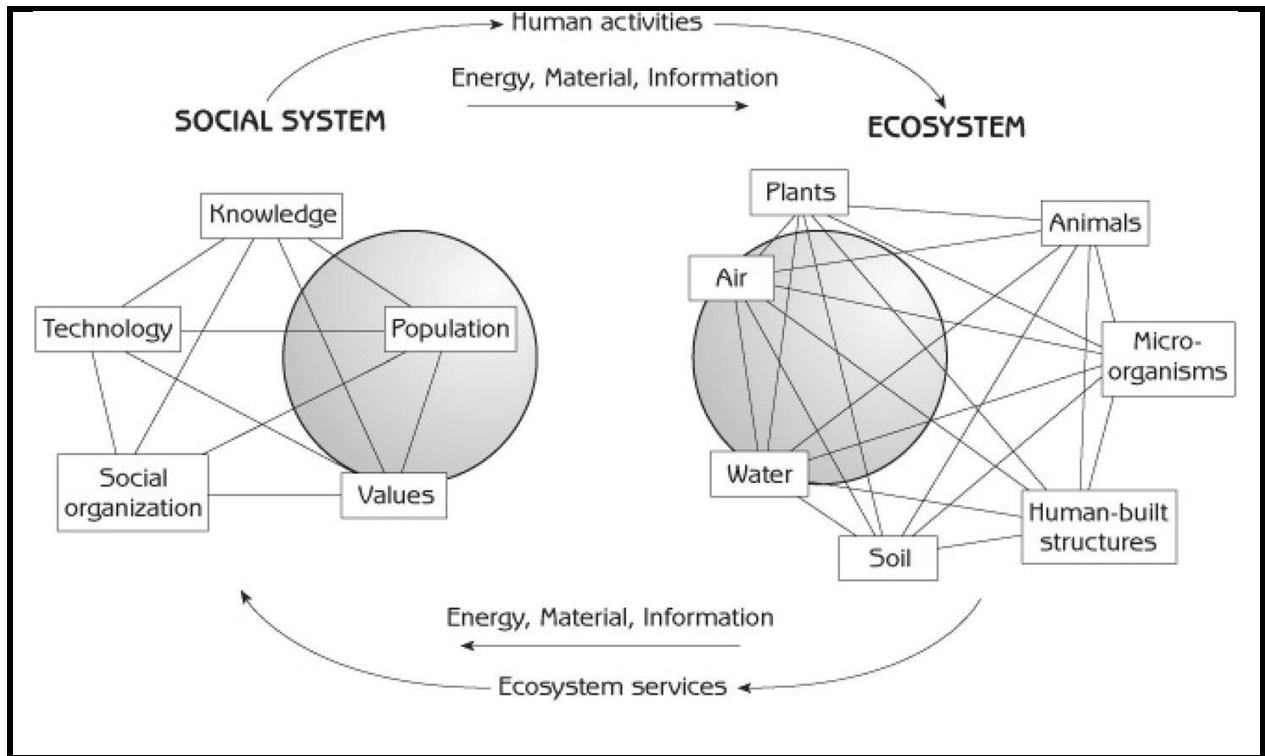 Human activities
Energy, Material, Information
SOCIAL SYSTEM
ECOSYSTEM
Knowledge
Technology
Population
Social
organization
Values
Plants
Animals
Air
Micro-
organisms
Water
Human-built
structures
Soil
Energy, Material, Information
Ecosystem services